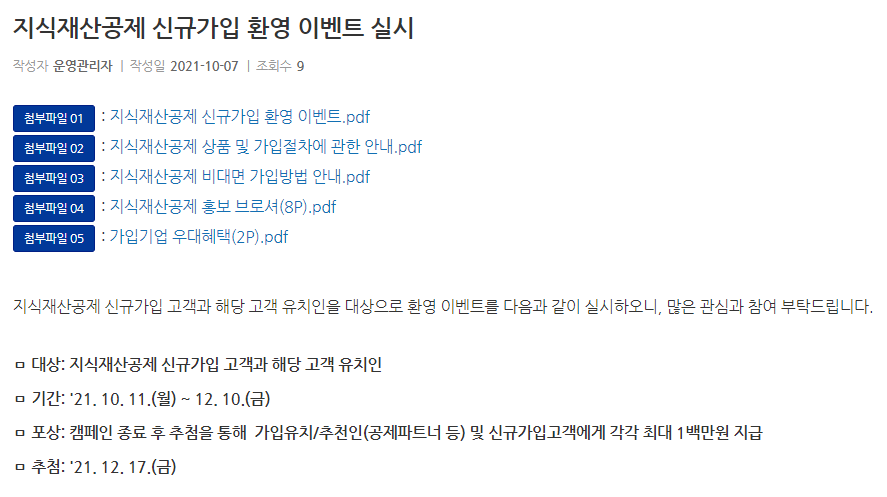 지식재산공제 신규가입 환영 이벤트 실시
작성자 운영관리자 | 작성일 2021-10-07 | 조회수 9
첨부파일 01 : 지식재산공제 신규가입 환영 이벤트.pdf
첨부파일 02 : 지식재산공제 상품 및 가입절차에 관한 안내.pdf
첨부파일 03 : 지식재산공제 비대면 가입방법 안내.pdf
첨부파일 04 : 지식재산공제 홍보 브로셔(8P).pdf
첨부파일 05 : 가입기업 우대혜택(2P).pdf
지식재산공제 신규가입 고객과 해당 고객 유치인을 대상으로 환영 이벤트를 다음과 같이 실시하오니, 많은 관심과 참여 부탁드립니다.
ㅁ 대상: 지식재산공제 신규가입 고객과 해당 고객 유치인
ㅁ 기간: '21. 10. 11.(월) ~ 12. 10.(금)
ㅁ 포상: 캠페인 종료 후 추첨을 통해 가입유치/추천인(공제파트너 등) 및 신규가입고객에게 각각 최대 1백만원 지급
ㅁ 추첨: '21. 12. 17.(금)